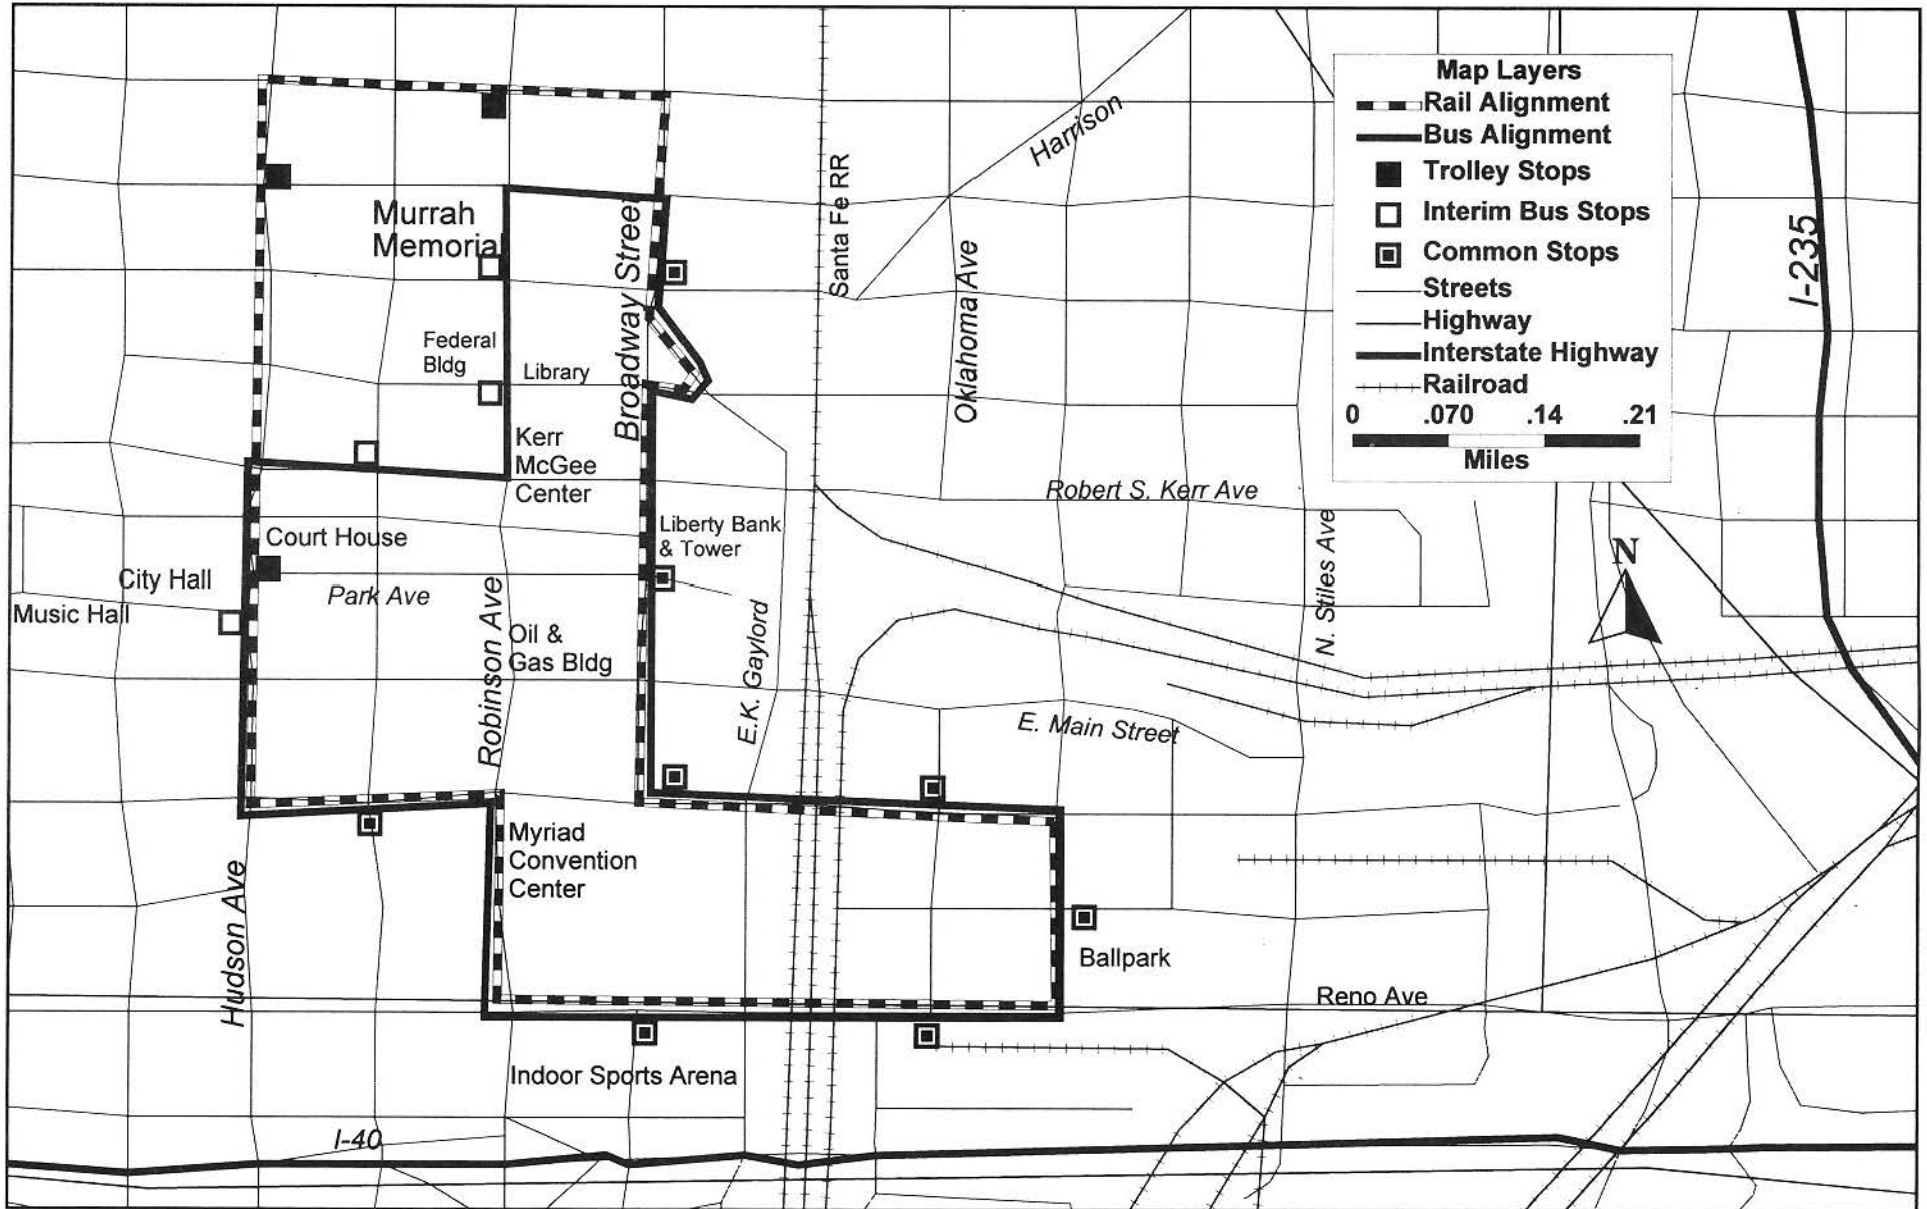 Map Layers
Rail Alignment
Bus Alignment
Trolley Stops
Interim Bus Stops
Common Stops
Streets
Highway
Interstate Highway
Railroad
0 .070 .14 .21
Miles
Harrison
Santa Fe RR
I-235
Murrah
Memorial
Broadway Street
Oklahoma Ave
Federal
Bldg
Library
Kerr
McGee
Center
Robert S. Kerr Ave
Liberty Bank
& Tower
Court House
N. Stiles Ave
N
City Hall
Park Ave
Music Hall
Robinson Ave
Oil &
Gas Bldg
E.K. Gaylord
E. Main Street
Myriad
Convention
Center
Hudson Ave
Ballpark
Reno Ave
Indoor Sports Arena
I-40